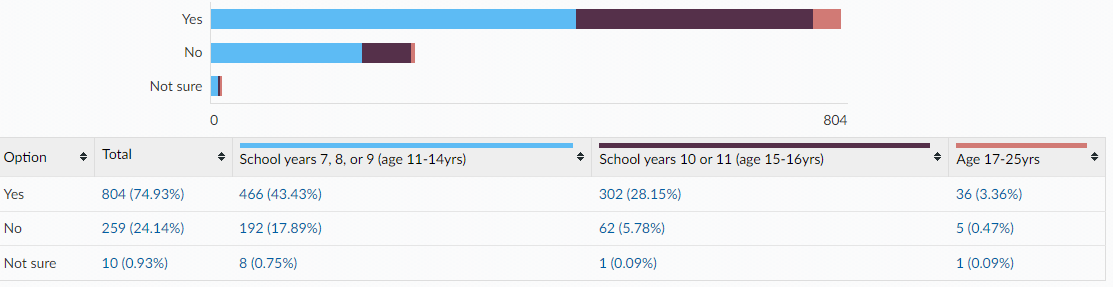 Yes
No
Not sure
0 804
Option Total School years 7, 8, or 9 (age 11-14yrs) School years 10 or 11 (age 15-16yrs) Age 17-25yrs
Yes 804 (74.93%) 466 (43.43%) 302 (28.15%) 36 (3.36%)
No 259 (24.14%) 192 (17.89%) 62 (5.78%) 5 (0.47%)
Not sure 10 (0.93%) 8 (0.75%) 1 (0.09%) 1 (0.09%)